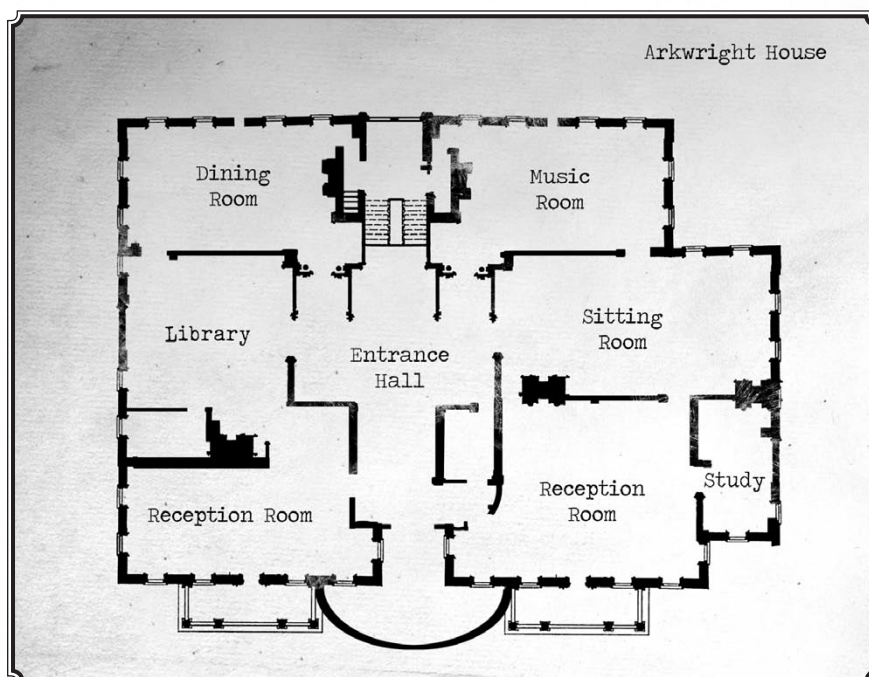 Arkwright House
Dining
Room
Music
Room
Library
Entrance
Hall
Sitting
Room
Reception Room
Reception
Room
Study